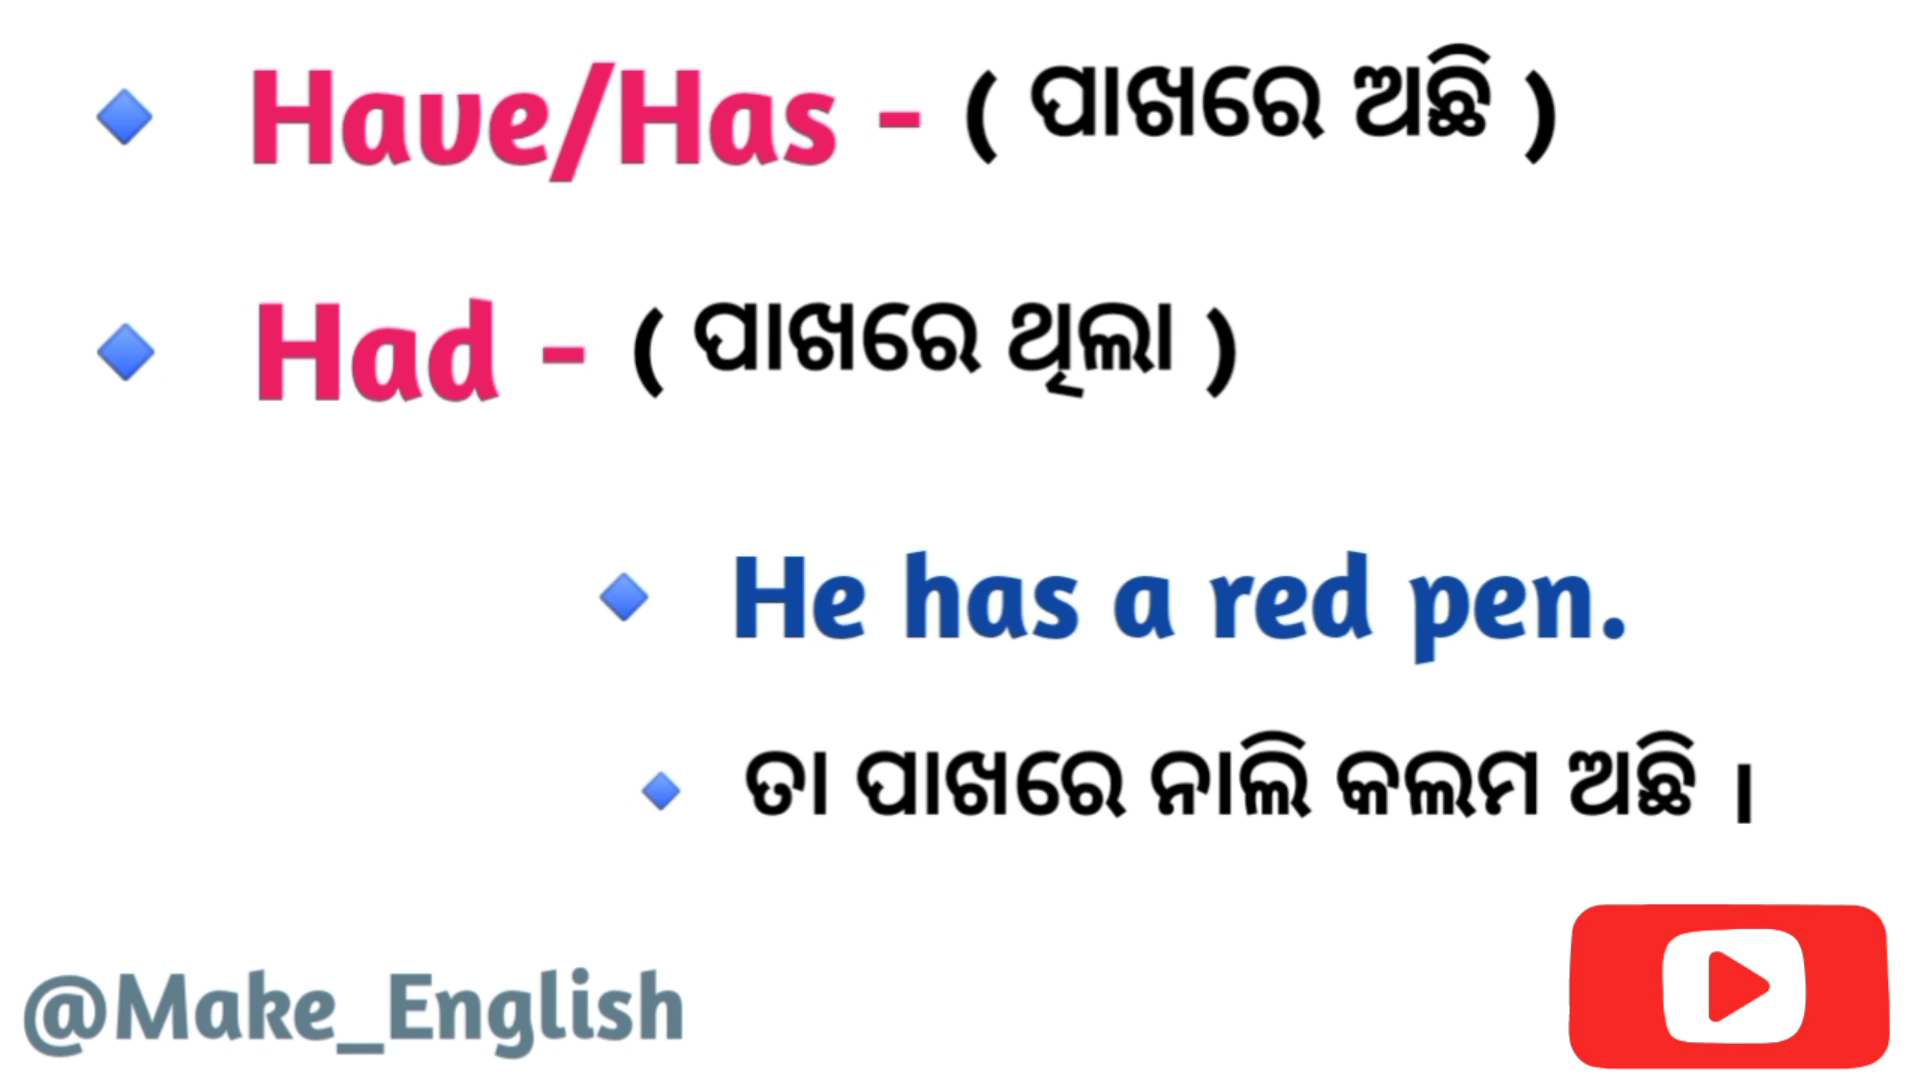 Have/Has - ( ପାଖରେ ଅଛି )
Had - ( ପାଖରେ ଥିଲା )
He has a red pen.
ତା ପାଖରେ ନାଲି କଲମ ଅଛି ।
@Make_English